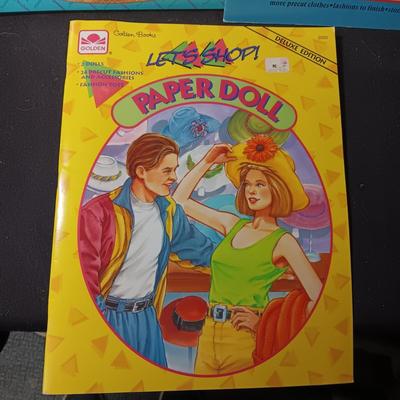 more precut clothes•fashions to finish•
GOLDEN
Golden Books
LET'S SHOP!
DELUXE EDITION
2 DOLLS
• 28 PRECUT FASHIONS
AND ACCESSORIES
• FASHION TOTE
PAPER DOLL